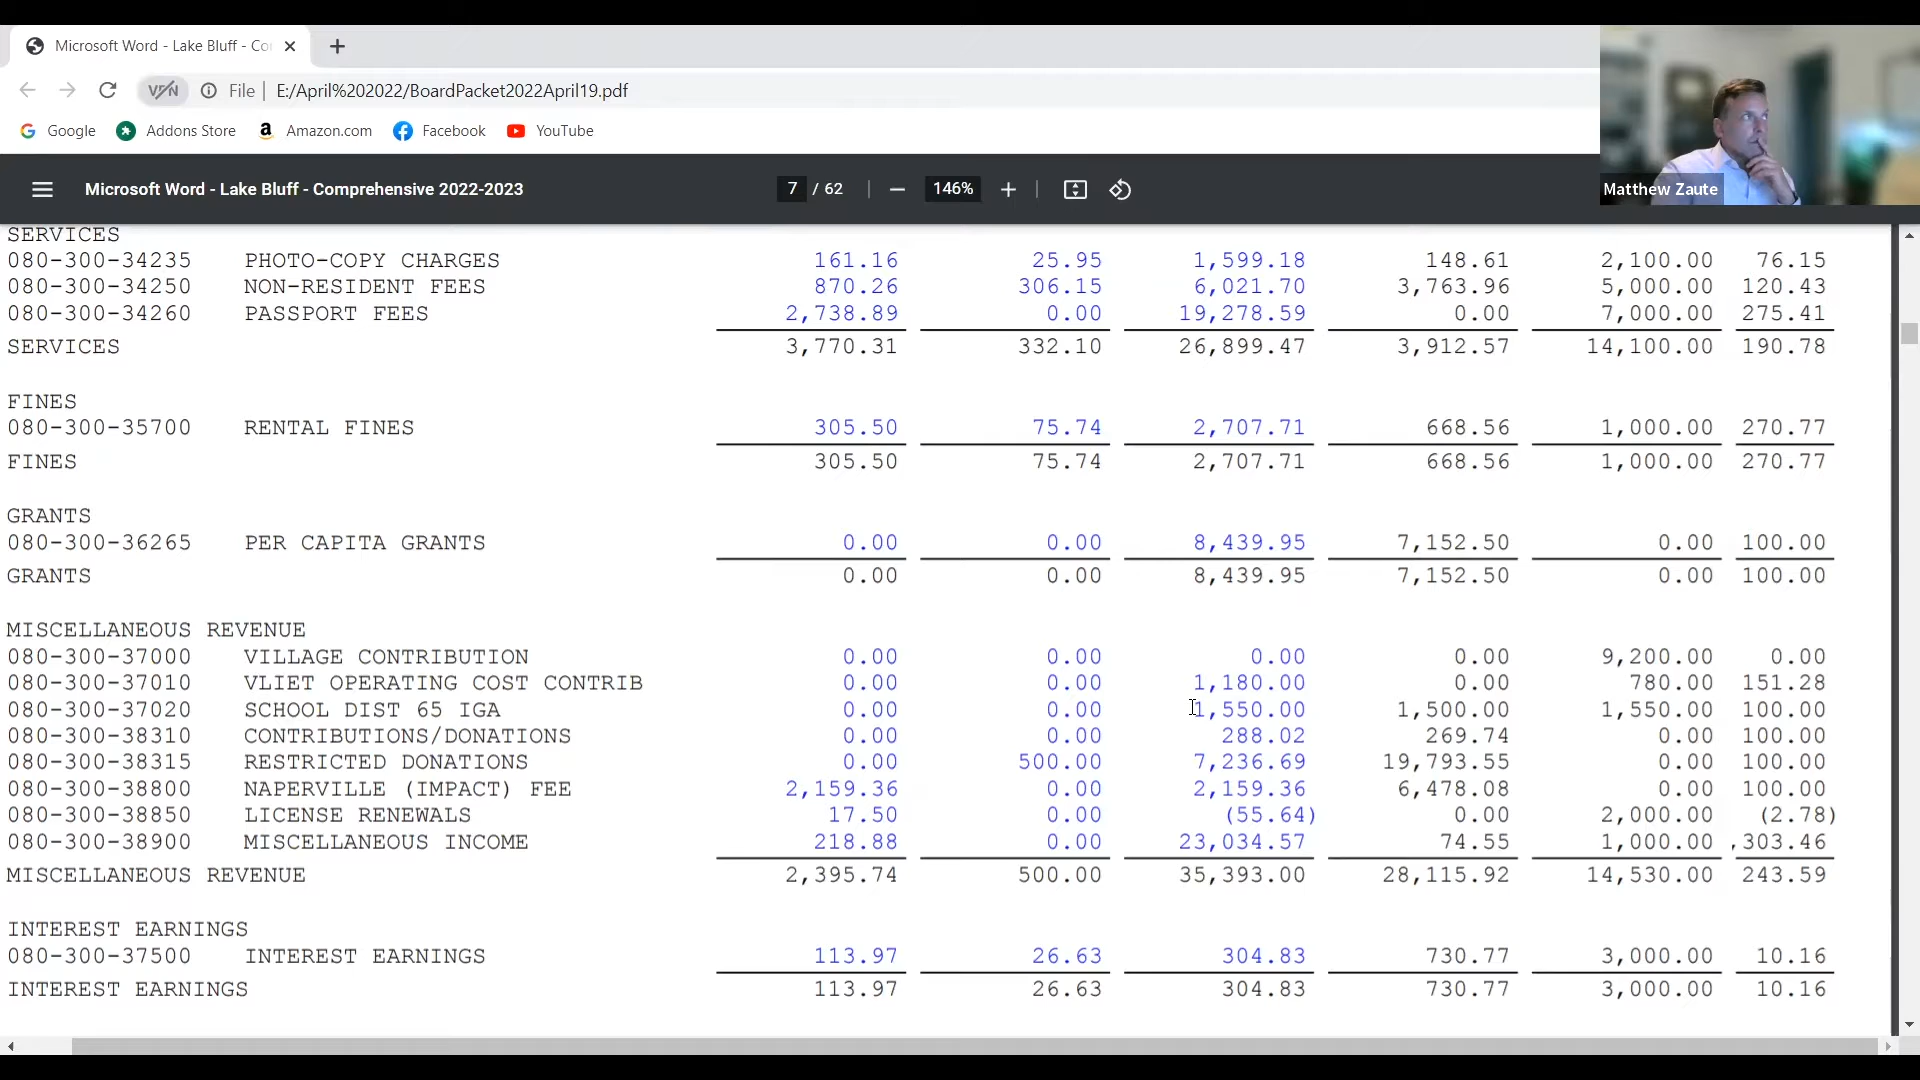 Microsoft Word - Lake Bluff - Co
VPN File E:/April%202022/BoardPacket2022April19.pdf
Google Addons Store Amazon.com Facebook YouTube
Matthew Zaute
Microsoft Word - Lake Bluff - Comprehensive 2022-2023 7 / 62 146%
SERVICES
080-300-34235 PHOTO-COPY CHARGES 161.16 25.95 1,599.18 148.61 2,100.00 76.15
080-300-34250 NON-RESIDENT FEES 870.26 306.15 6,021.70 3,763.96 5,000.00 120.43
080-300-34260 PASSPORT FEES 2,738.89 0.00 19,278.59 0.00 7,000.00 275.41
SERVICES 3,770.31 332.10 26,899.47 3,912.57 14,100.00 190.78
FINES
080-300-35700 RENTAL FINES 305.50 75.74 2,707.71 668.56 1,000.00 270.77
FINES 305.50 75.74 2,707.71 668.56 1,000.00 270.77
GRANTS
080-300-36265 PER CAPITA GRANTS 0.00 0.00 8,439.95 7,152.50 0.00 100.00
GRANTS 0.00 0.00 8,439.95 7,152.50 0.00 100.00
MISCELLANEOUS REVENUE
080-300-37000 VILLAGE CONTRIBUTION 0.00 0.00 0.00 0.00 9,200.00 0.00
080-300-37010 VLIET OPERATING COST CONTRIB 0.00 0.00 1,180.00 0.00 780.00 151.28
080-300-37020 SCHOOL DIST 65 IGA 0.00 0.00 1,550.00 1,500.00 1,550.00 100.00
080-300-38310 CONTRIBUTIONS/DONATIONS 0.00 0.00 288.02 269.74 0.00 100.00
080-300-38315 RESTRICTED DONATIONS 0.00 500.00 7,236.69 19,793.55 0.00 100.00
080-300-38800 NAPERVILLE (IMPACT) FEE 2,159.36 0.00 2,159.36 6,478.08 0.00 100.00
080-300-38850 LICENSE RENEWALS 17.50 0.00 (55.64) 0.00 2,000.00 (2.78)
080-300-38900 MISCELLANEOUS INCOME 218.88 0.00 23,034.57 74.55 1,000.00 ,303.46
MISCELLANEOUS REVENUE 2,395.74 500.00 35,393.00 28,115.92 14,530.00 243.59
INTEREST EARNINGS
080-300-37500 INTEREST EARNINGS 113.97 26.63 304.83 730.77 3,000.00 10.16
INTEREST EARNINGS 113.97 26.63 304.83 730.77 3,000.00 10.16